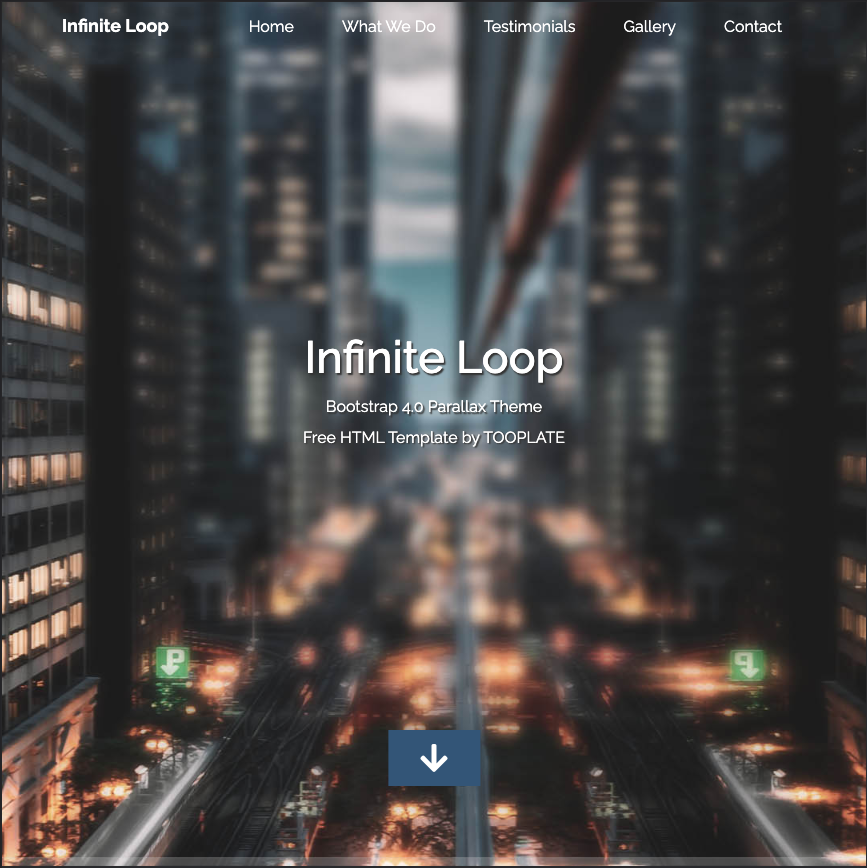 Infinite Loop Home What We Do Testimonials Gallery Contact
Infinite Loop
Bootstrap 4.0 Parallax Theme
Free HTML Template by TOOPLATE
P